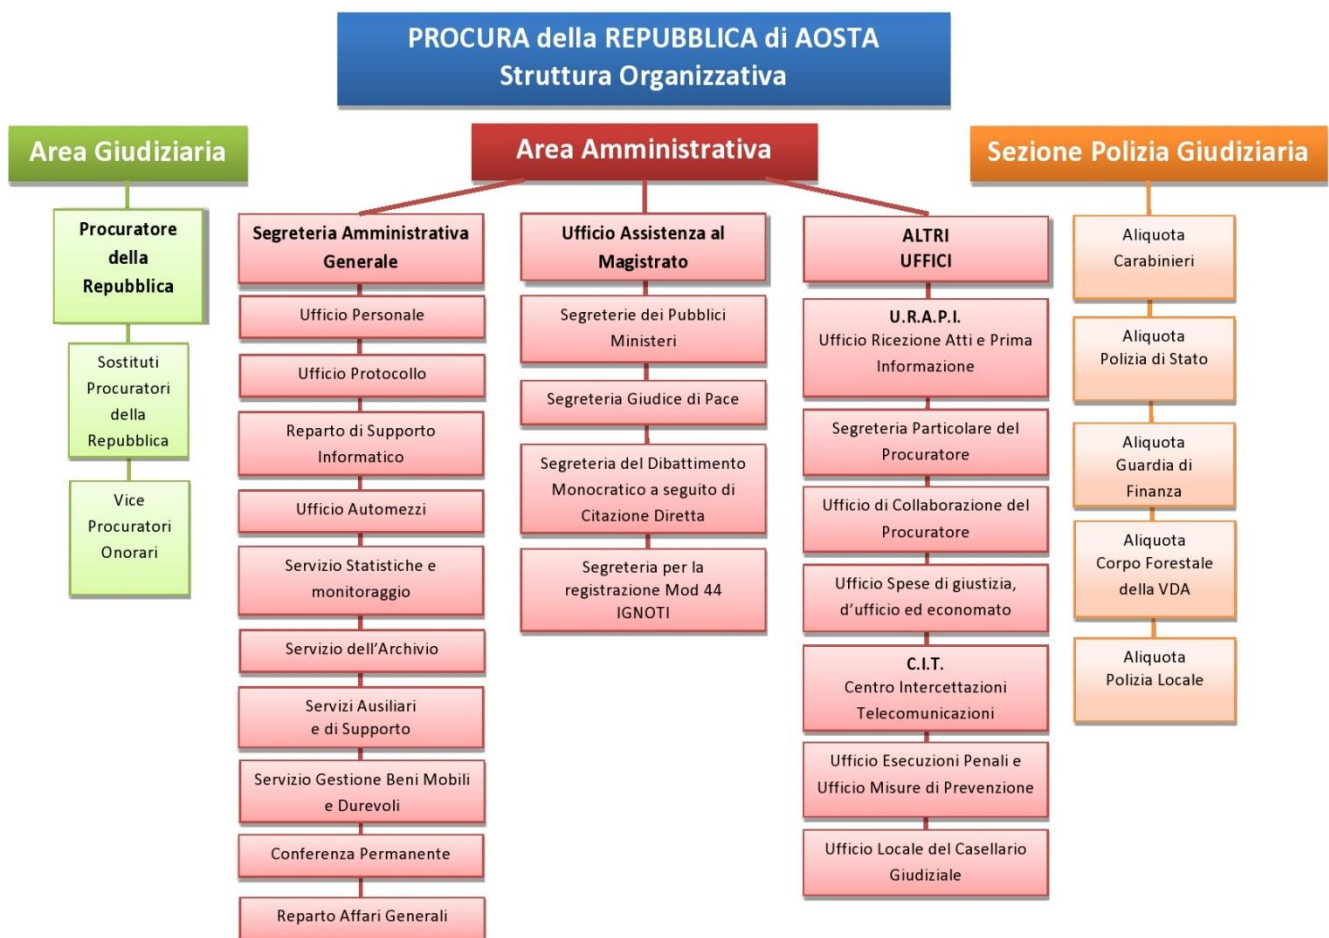 PROCURA della REPUBBLICA di AOSTA
Struttura Organizzativa
Area Giudiziaria
Procuratore
della
Repubblica
Sostituti
Procuratori
della
Repubblica
Vice
Procuratori
Onorari
Area Amministrativa
Segreteria Amministrativa
Generale
Ufficio Personale
Ufficio Protocollo
Reparto di Supporto
Informatico
Ufficio Automezzi
Servizio Statistiche e
monitoraggio
Servizio dell’Archivio
Servizi Ausiliari
e di Supporto
Servizio Gestione Beni Mobili
e Durevoli
Conferenza Permanente
Reparto Affari Generali
Ufficio Assistenza al
Magistrato
Segreterie dei Pubblici
Ministeri
Segreteria Giudice di Pace
Segreteria del Dibattimento
Monocratico a seguito di
Citazione Diretta
Segreteria per la
registrazione Mod 44
IGNOTI
ALTRI
UFFICI
U.R.A.P.I.
Ufficio Ricezione Atti e Prima
Informazione
Segreteria Particolare del
Procuratore
Ufficio di Collaborazione del
Procuratore
Ufficio Spese di giustizia,
d’ufficio ed economato
C.I.T.
Centro Intercettazioni
Telecomunicazioni
Ufficio Esecuzioni Penali e
Ufficio Misure di Prevenzione
Ufficio Locale del Casellario
Giudiziale
Sezione Polizia Giudiziaria
Aliquota
Carabinieri
Aliquota
Polizia di Stato
Aliquota
Guardia di
Finanza
Aliquota
Corpo Forestale
della VDA
Aliquota
Polizia Locale